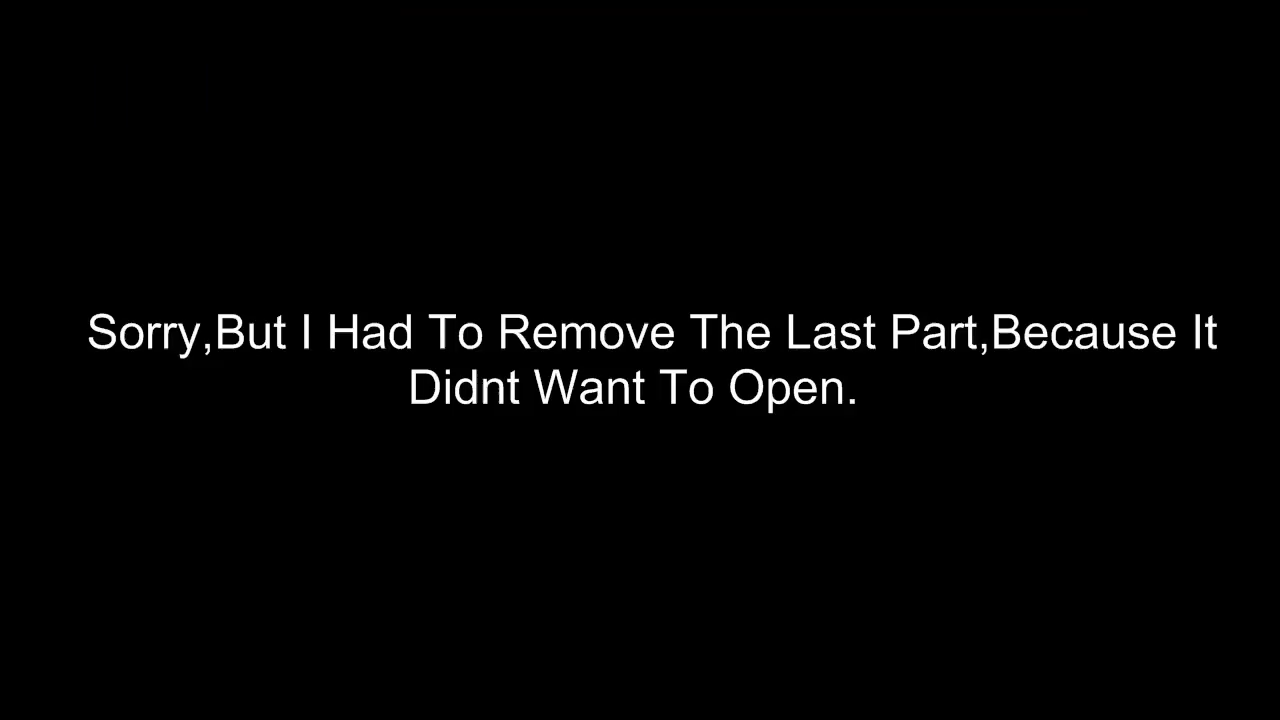 Sorry,But I Had To Remove The Last Part,Because It
Didnt Want To Open.